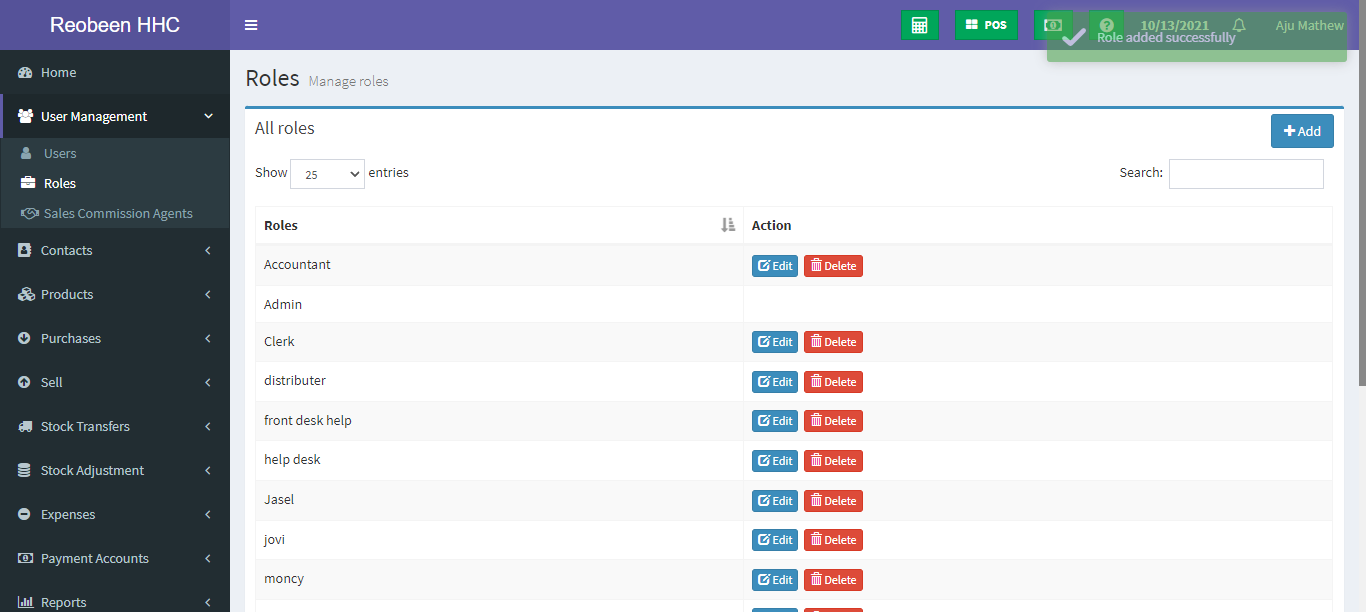 Reobeen HHC
POS
10/13/2021
Aju Mathew
Role added successfully
Home
User Management
Users
Roles
Sales Commission Agents
Contacts
Products
Purchases
Sell
Stock Transfers
Stock Adjustment
Expenses
Payment Accounts
Reports
Roles Manage roles
All roles
Add
Show 25 entries
Search:
Roles Action
Accountant Edit Delete
Admin
Clerk Edit Delete
distributer Edit Delete
front desk help Edit Delete
help desk Edit Delete
Jasel Edit Delete
jovi Edit Delete
moncy Edit Delete